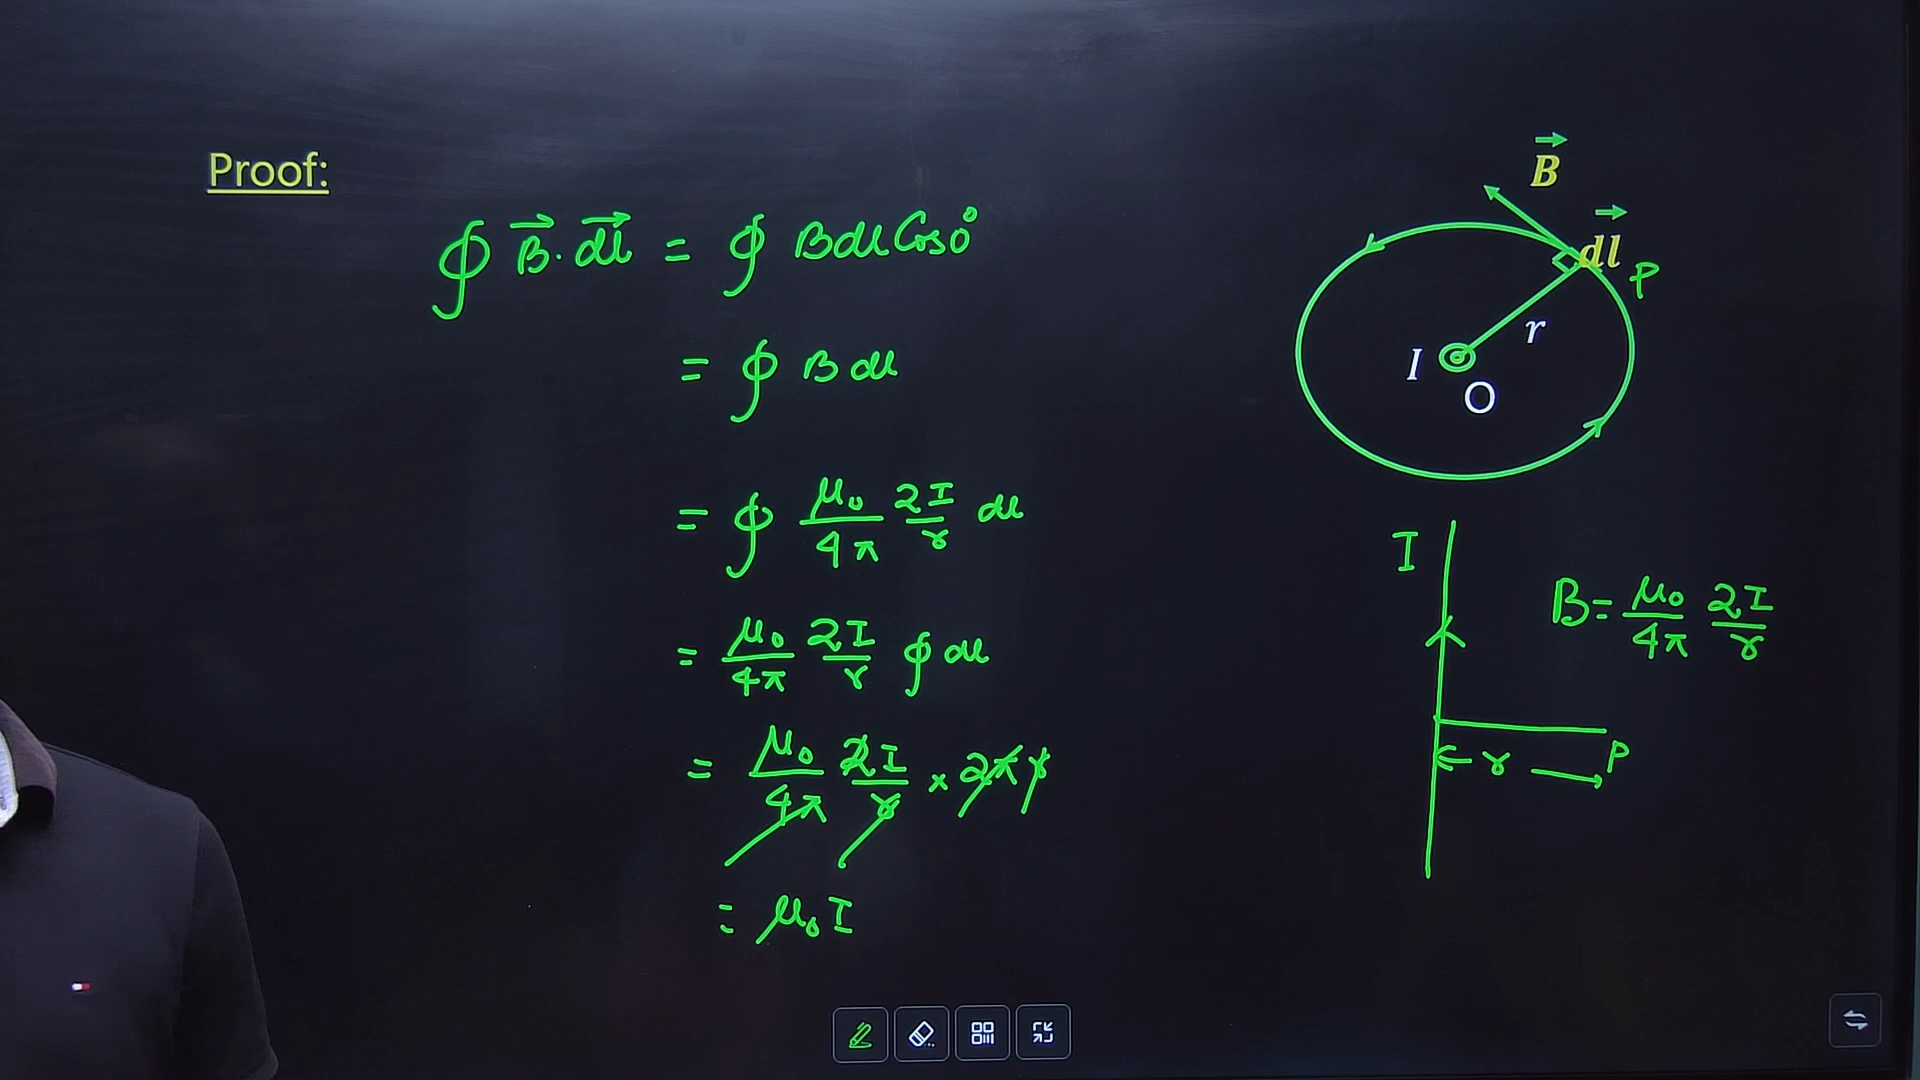 Proof:
∮ B⃗·dl⃗ = ∮ B dl Cos0°
= ∮ B dl
= ∮ μ₀/4π 2I/r dl
= μ₀/4π 2I/r ∮ dl
= μ₀/4π 2I/r × 2πr
= μ₀I
B⃗
dl⃗ P
r
I
O
I
B = μ₀/4π 2I/r
r P